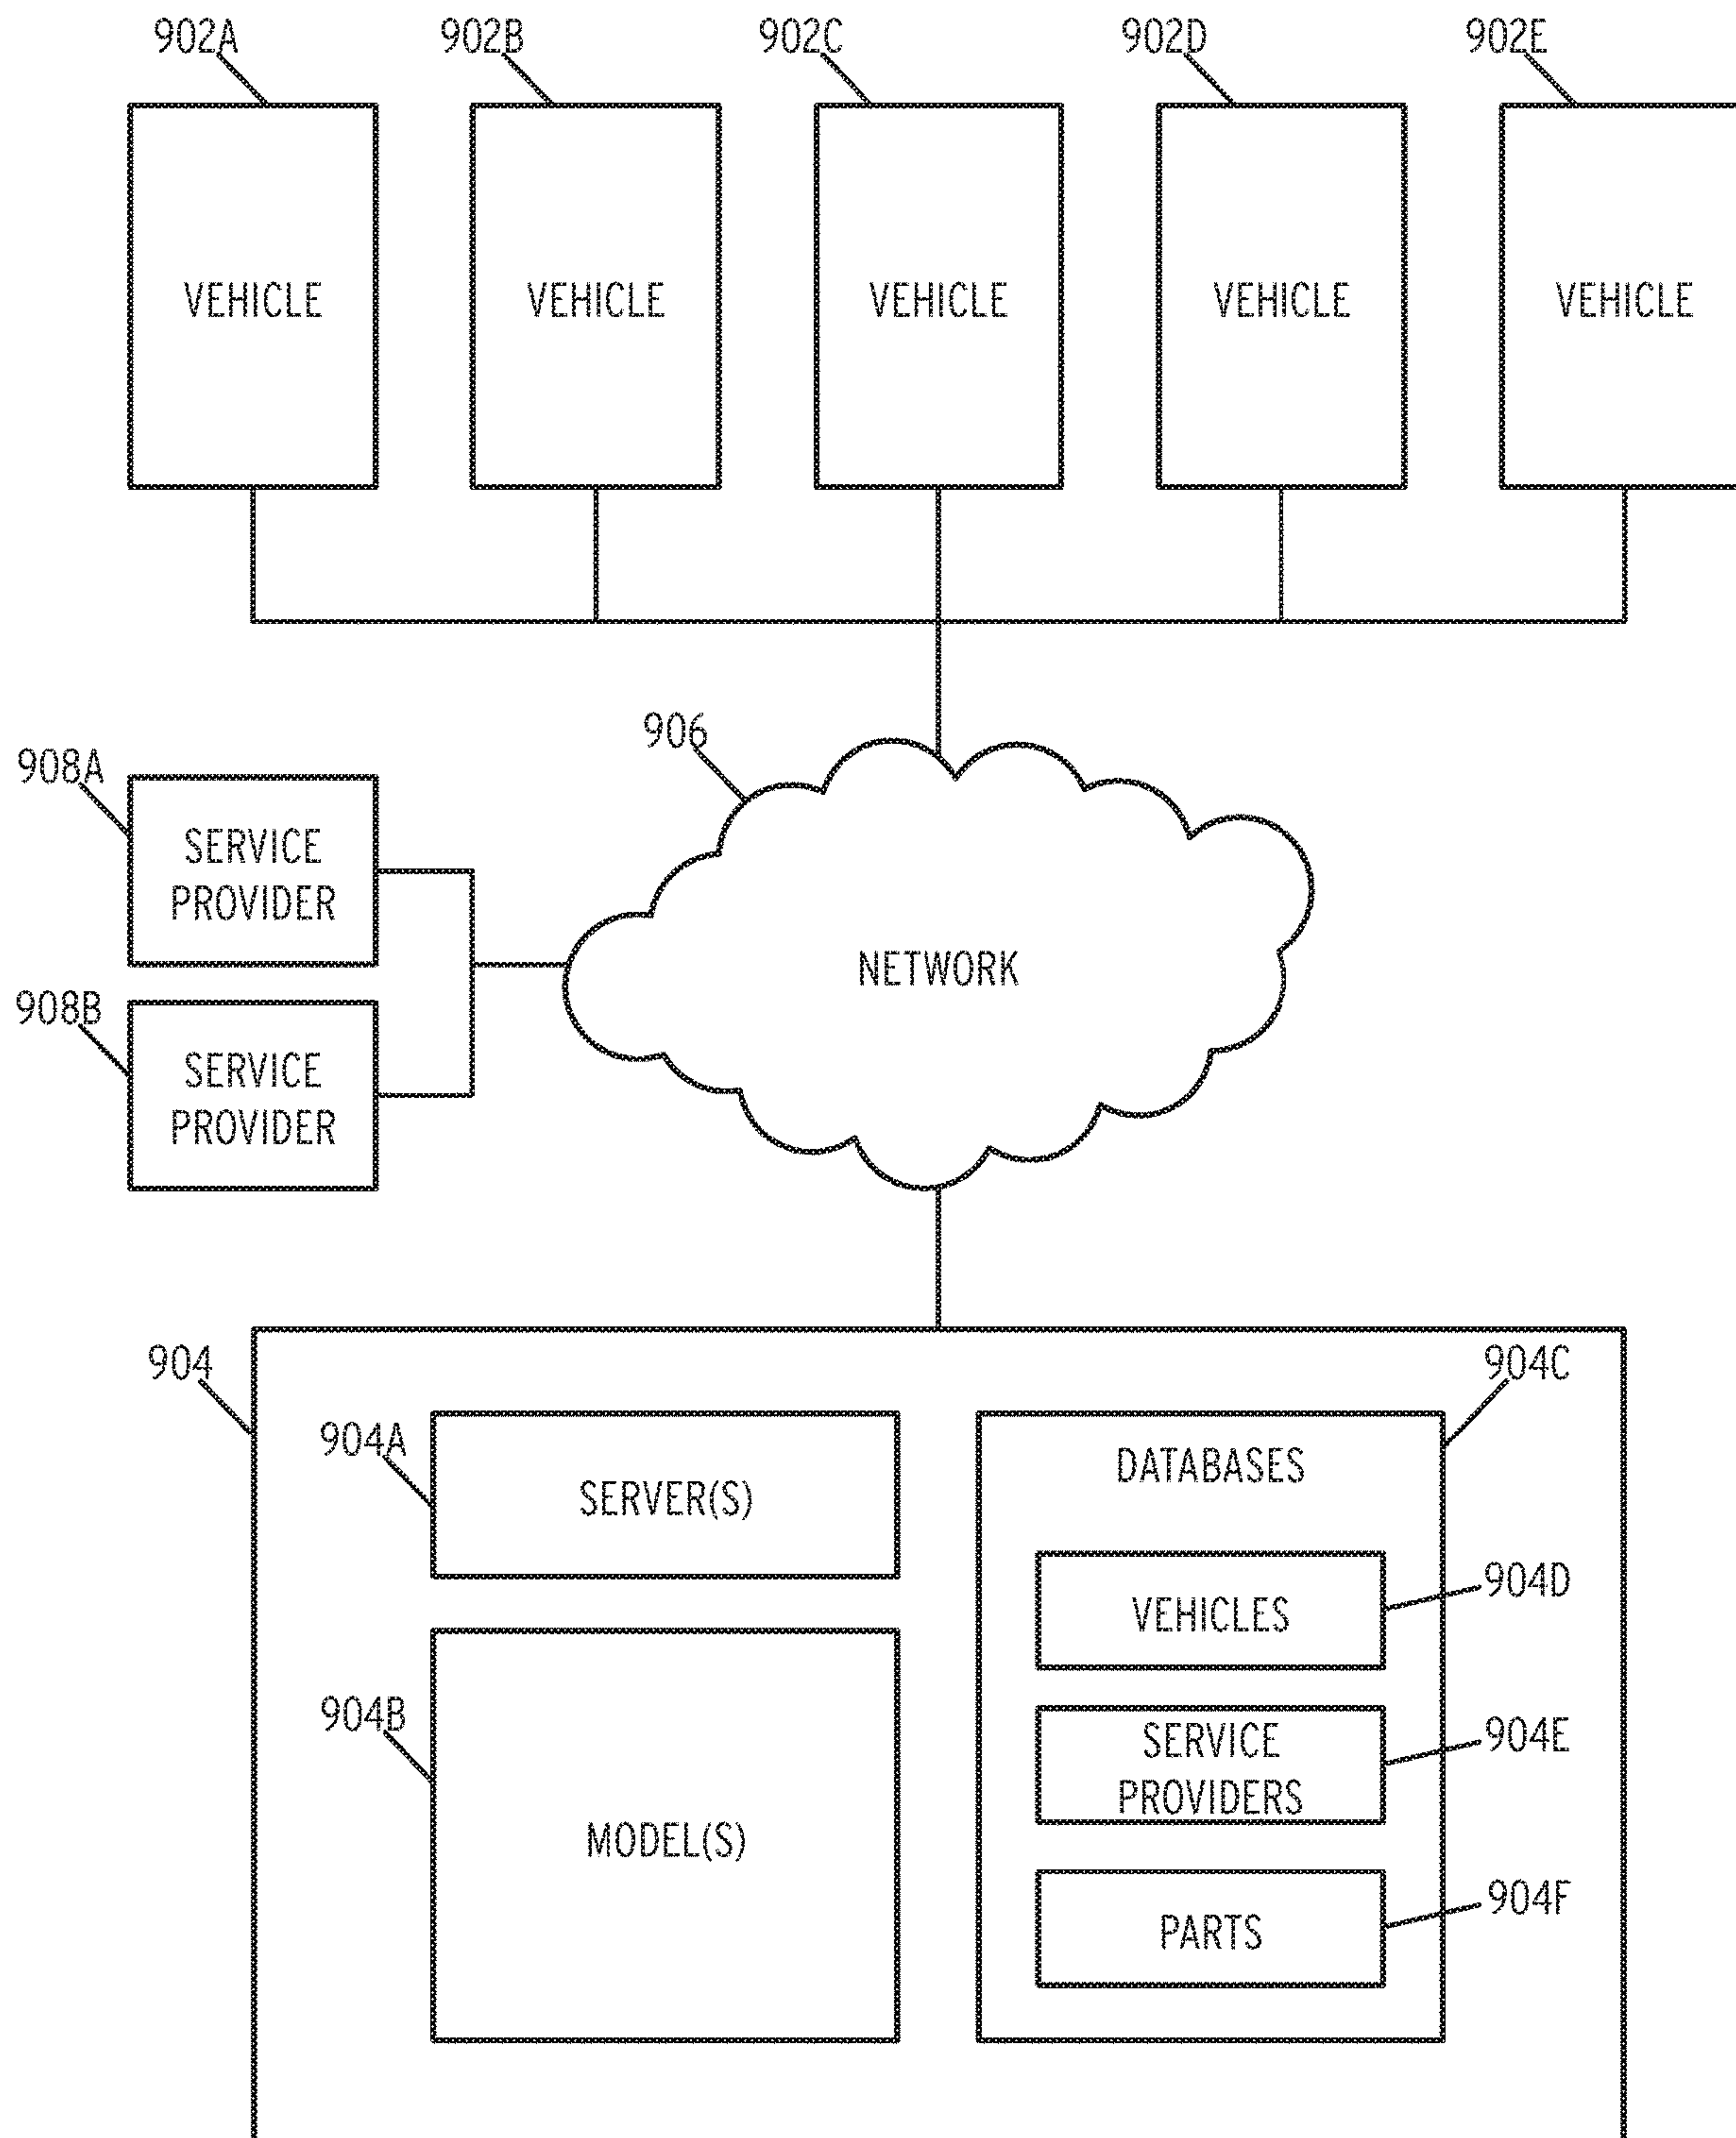 902A 902B 902C 902D 902E
VEHICLE VEHICLE VEHICLE VEHICLE VEHICLE
906
908A
SERVICE
PROVIDER
NETWORK
908B
SERVICE
PROVIDER
904
904C
904A
SERVER(S)
DATABASES
904D
VEHICLES
904B
MODEL(S)
904E
SERVICE
PROVIDERS
904F
PARTS